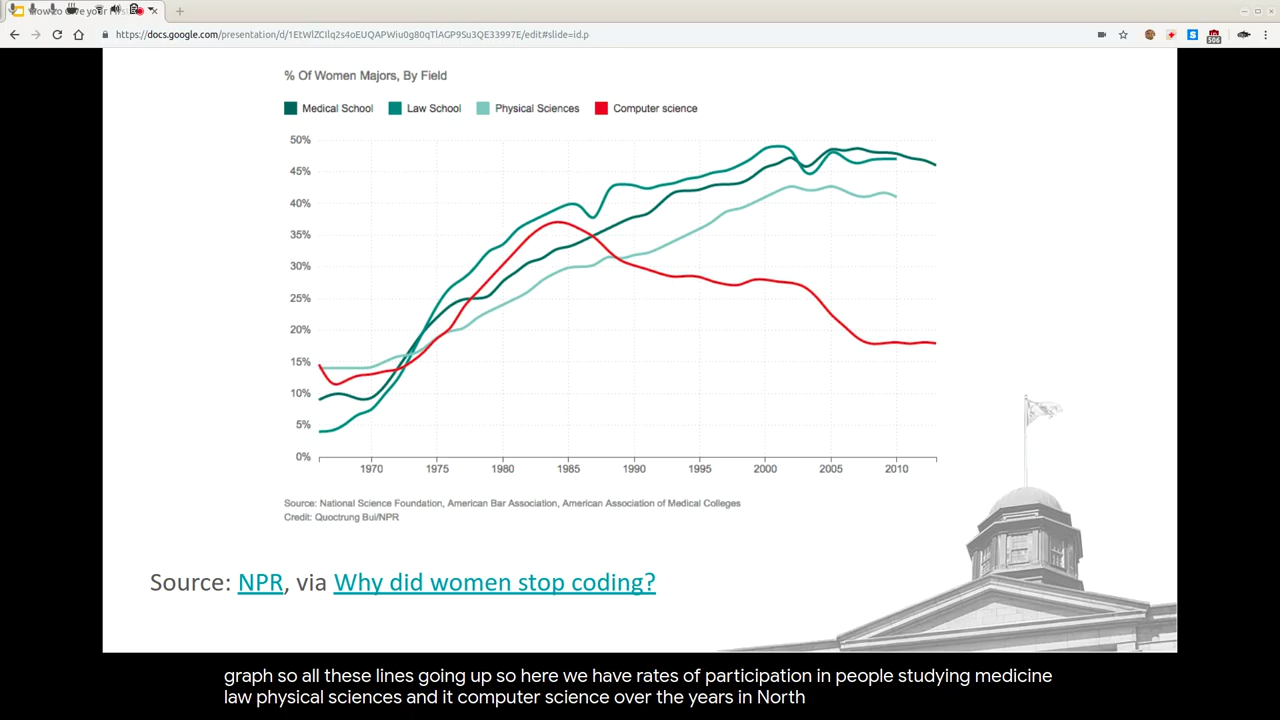 https://docs.google.com/presentation/d/1EtWlZCIlq2s4oEUQAPWiu0g80qTlAGP9Su3QE33997E/edit#slide=id.p
506
% Of Women Majors, By Field
Medical School Law School Physical Sciences Computer science
50%
45%
40%
35%
30%
25%
20%
15%
10%
5%
0%
1970 1975 1980 1985 1990 1995 2000 2005 2010
Source: National Science Foundation, American Bar Association, American Association of Medical Colleges
Credit: Quoctrung Bui/NPR
Source: NPR, via Why did women stop coding?
graph so all these lines going up so here we have rates of participation in people studying medicine
law physical sciences and it computer science over the years in North